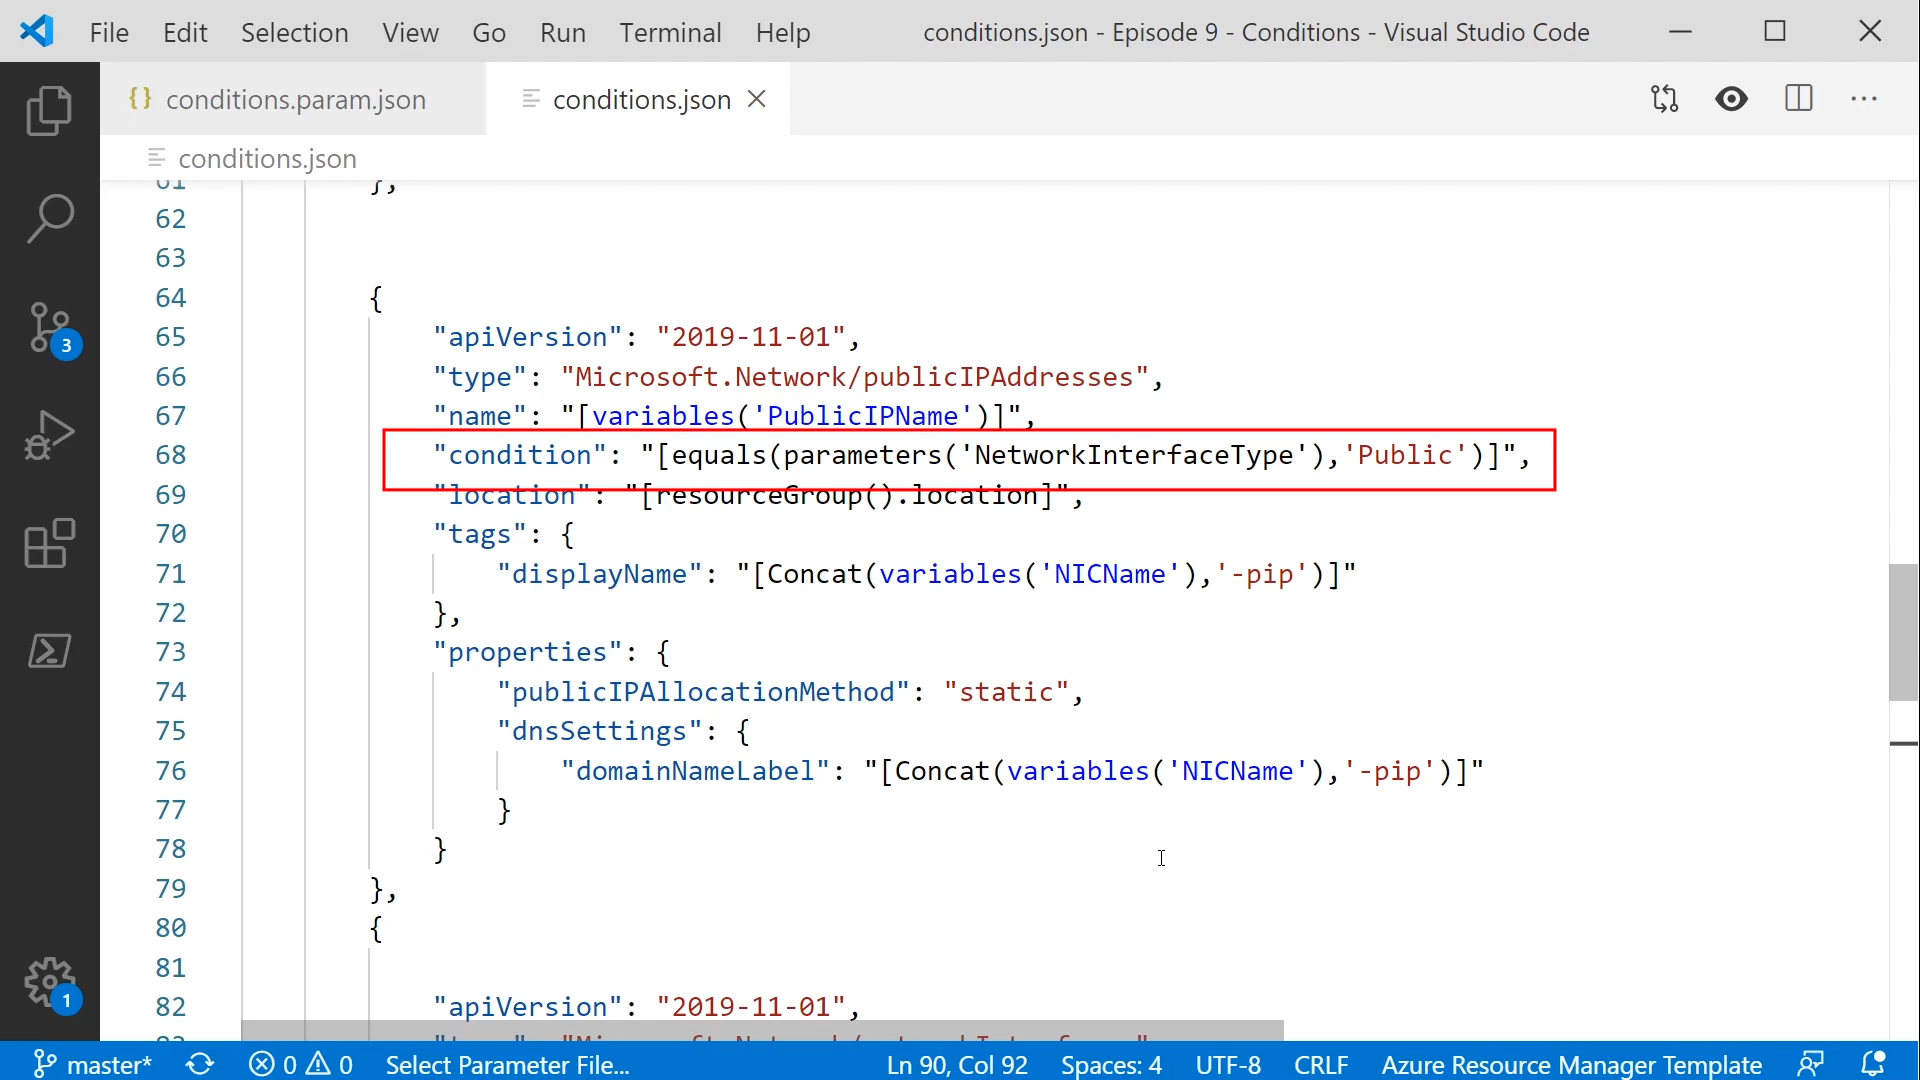 File Edit Selection View Go Run Terminal Help conditions.json - Episode 9 - Conditions - Visual Studio Code
{} conditions.param.json conditions.json
conditions.json
61 },
62
63
64 {
65 "apiVersion": "2019-11-01",
66 "type": "Microsoft.Network/publicIPAddresses",
67 "name": "[variables('PublicIPName')]",
68 "condition": "[equals(parameters('NetworkInterfaceType'),'Public')]",
69 "location": "[resourceGroup().location]",
70 "tags": {
71 "displayName": "[Concat(variables('NICName'),'-pip')]"
72 },
73 "properties": {
74 "publicIPAllocationMethod": "static",
75 "dnsSettings": {
76 "domainNameLabel": "[Concat(variables('NICName'),'-pip')]"
77 }
78 }
79 },
80 {
81
82 "apiVersion": "2019-11-01",
3
1
master* 0 0 Select Parameter File... Ln 90, Col 92 Spaces: 4 UTF-8 CRLF Azure Resource Manager Template